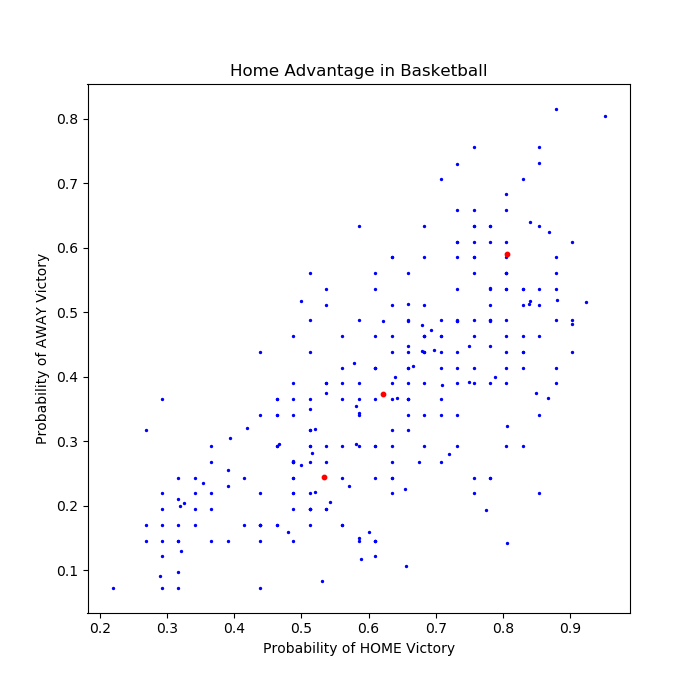 Home Advantage in Basketball
0.8
0.7
0.6
0.5
0.4
0.3
0.2
0.1
Probability of AWAY Victory
0.2 0.3 0.4 0.5 0.6 0.7 0.8 0.9
Probability of HOME Victory